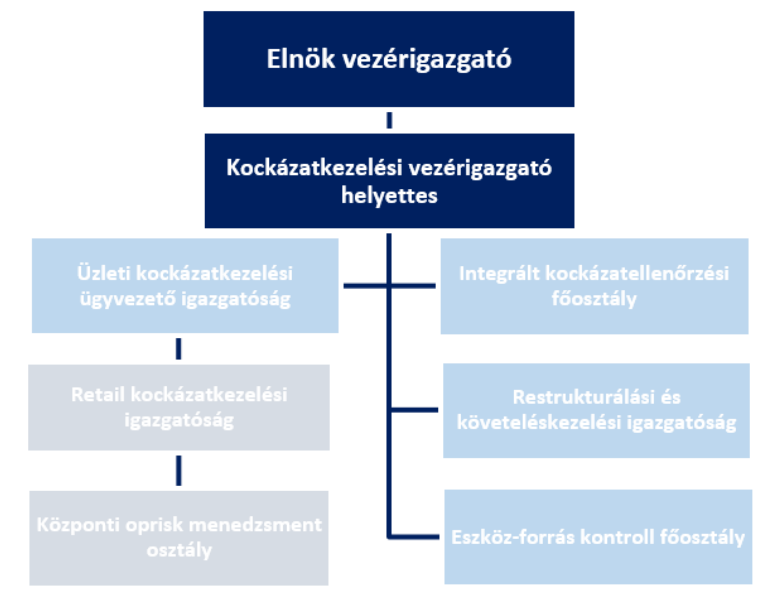 Elnök vezérigazgató
Kockázatkezelési vezérigazgató
helyettes
Üzleti kockázatkezelési
ügyvezető igazgatóság
Integrált kockázatellenőrzési
főosztály
Retail kockázatkezelési
igazgatóság
Restrukturálási és
követeléskezelési igazgatóság
Központi oprisk menedzsment
osztály
Eszköz-forrás kontroll főosztály